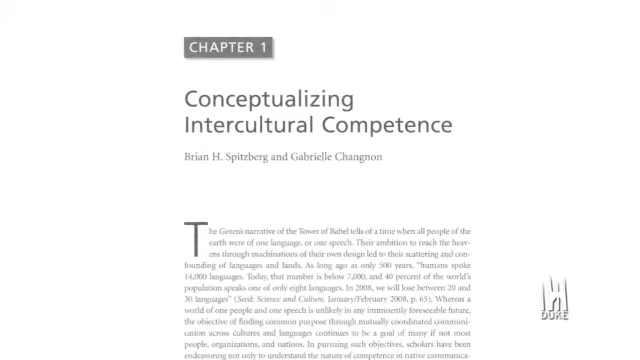 CHAPTER 1
Conceptualizing
Intercultural Competence
Brian H. Spitzberg and Gabrielle Changnon
The Genesis narrative of the Tower of Babel tells of a time when all people of the
earth were of one language, or one speech. Their ambition to reach the heav-
ens through machinations of their own design led to their scattering and con-
founding of languages and lands. As long ago as only 500 years, “humans spoke
14,000 languages. Today, that number is below 7,000, and 40 percent of the world’s
population speaks one of only eight languages. In 2008, we will lose between 20 and
30 languages” (Seed: Science and Culture, January/February 2008, p. 65). Whereas a
world of one people and one speech is unlikely in any imminently foreseeable future,
the objective of finding common purpose through mutually coordinated communi-
cation across cultures and languages continues to be a goal of many if not most
people, organizations, and nations. In pursuing such objectives, scholars have been
endeavoring not only to understand the nature of competence in native communica-
DUKE